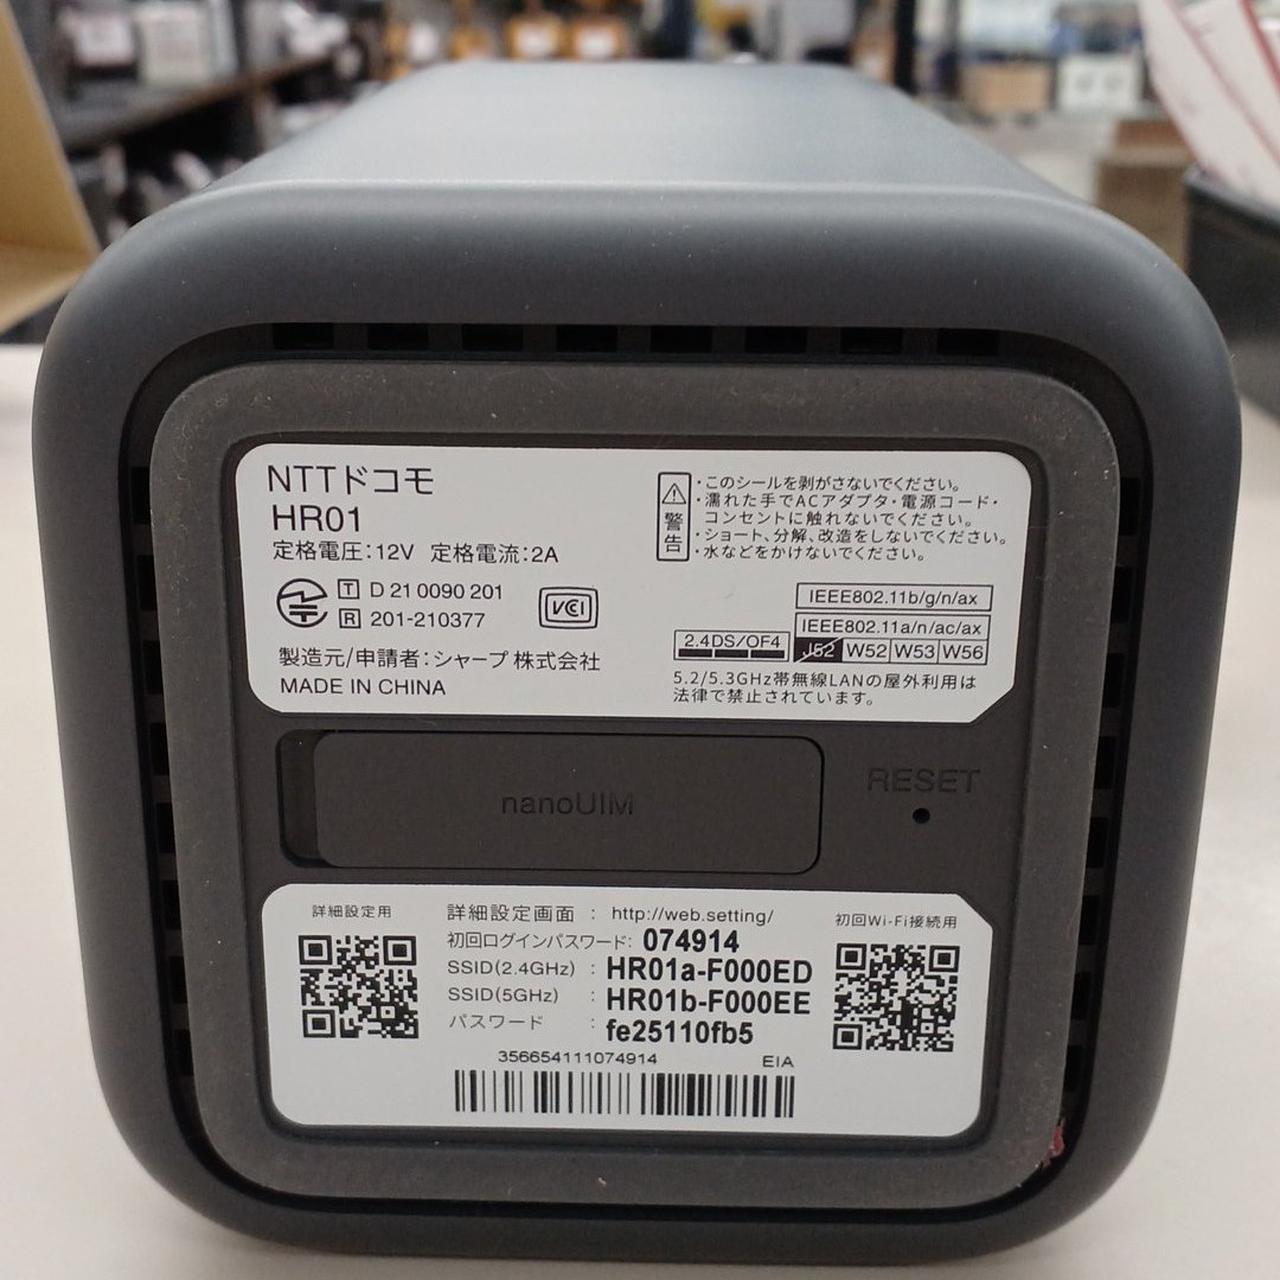 NTTドコモ
HR01
定格電圧:12V 定格電流:2A
T D 21 0090 201
R 201-210377
VCI
製造元/申請者:シャープ 株式会社
MADE IN CHINA
警告
・このシールを剥がさないでください。
・濡れた手でACアダプタ・電源コード・
コンセントに触れないでください。
・ショート、分解、改造をしないでください。
・水などをかけないでください。
IEEE802.11b/g/n/ax
IEEE802.11a/n/ac/ax
2.4DS/OF4
J52 W52 W53 W56
5.2/5.3GHz帯無線LANの屋外利用は
法律で禁止されています。
nanoUIM
RESET
詳細設定用
詳細設定画面 : http://web.setting/
初回ログインパスワード: 074914
SSID(2.4GHz) : HR01a-F000ED
SSID(5GHz) : HR01b-F000EE
パスワード : fe25110fb5
初回Wi-Fi接続用
356654111074914 EIA